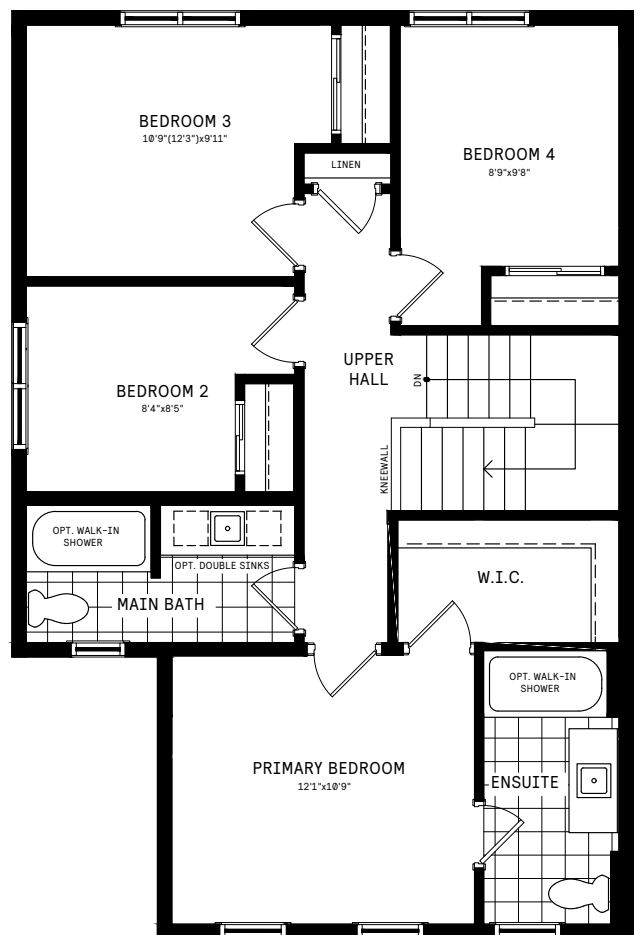 BEDROOM 3
10'9"(12'3")x9'11"
BEDROOM 4
8'9"x9'8"
LINEN
UPPER
HALL
DN
BEDROOM 2
8'4"x8'5"
KNEEWALL
OPT. WALK-IN
SHOWER
OPT. DOUBLE SINKS
MAIN BATH
W.I.C.
OPT. WALK-IN
SHOWER
PRIMARY BEDROOM
12'1"x10'9"
ENSUITE